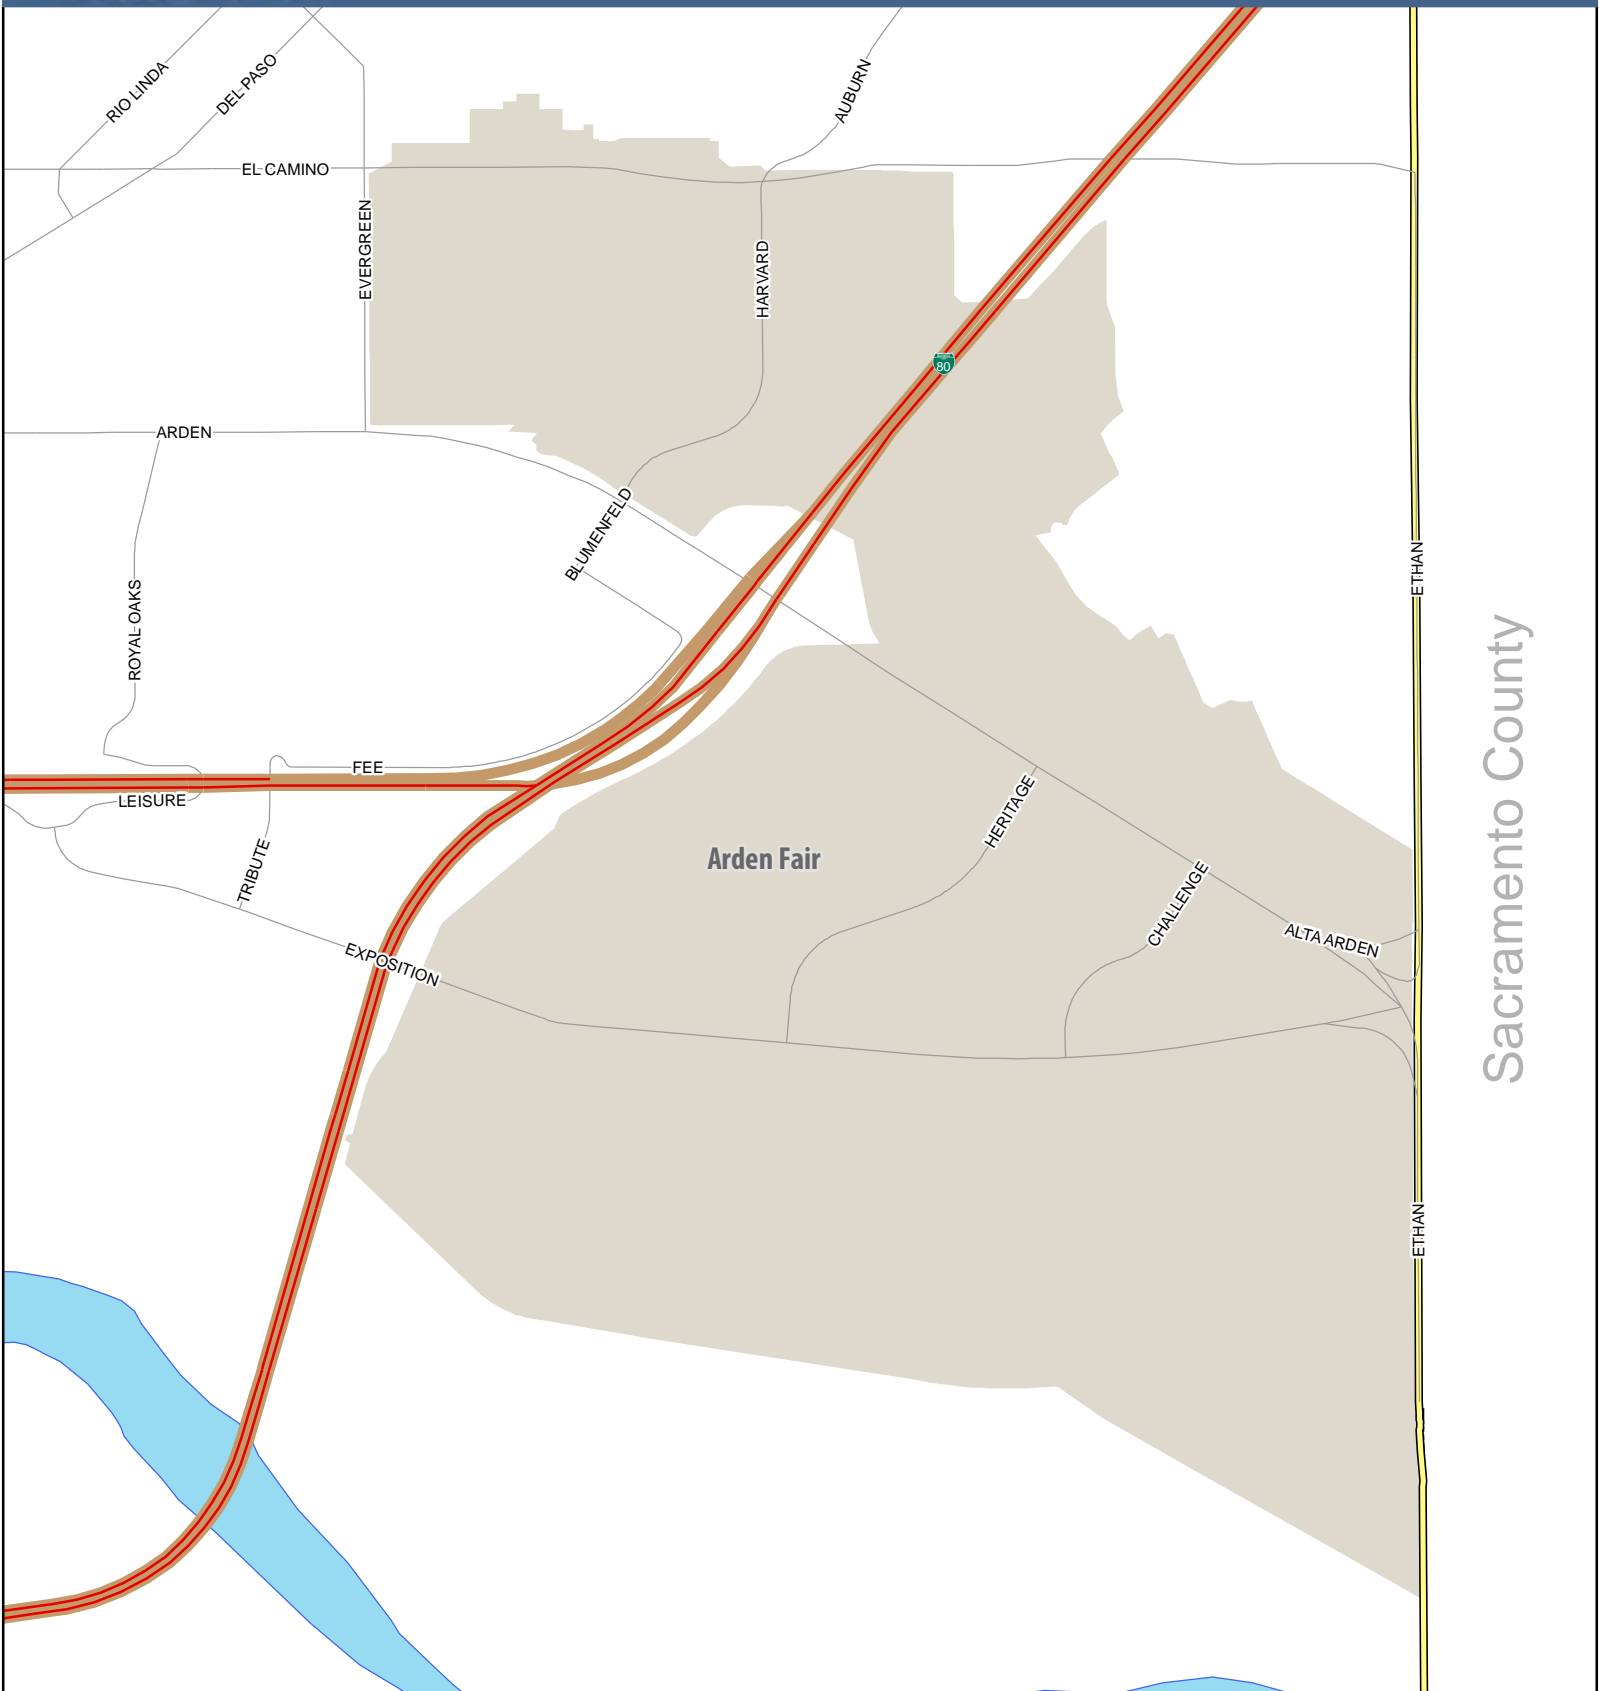 RIO LINDA
DEL PASO
AUBURN
EL CAMINO
EVERGREEN
HARVARD
80
ARDEN
BLUMENFELD
ETHAN
ROYAL OAKS
FEE
LEISURE
HERITAGE
Sacramento County
TRIBUTE
Arden Fair
CHALLENGE
ALTA ARDEN
EXPOSITION
ETHAN